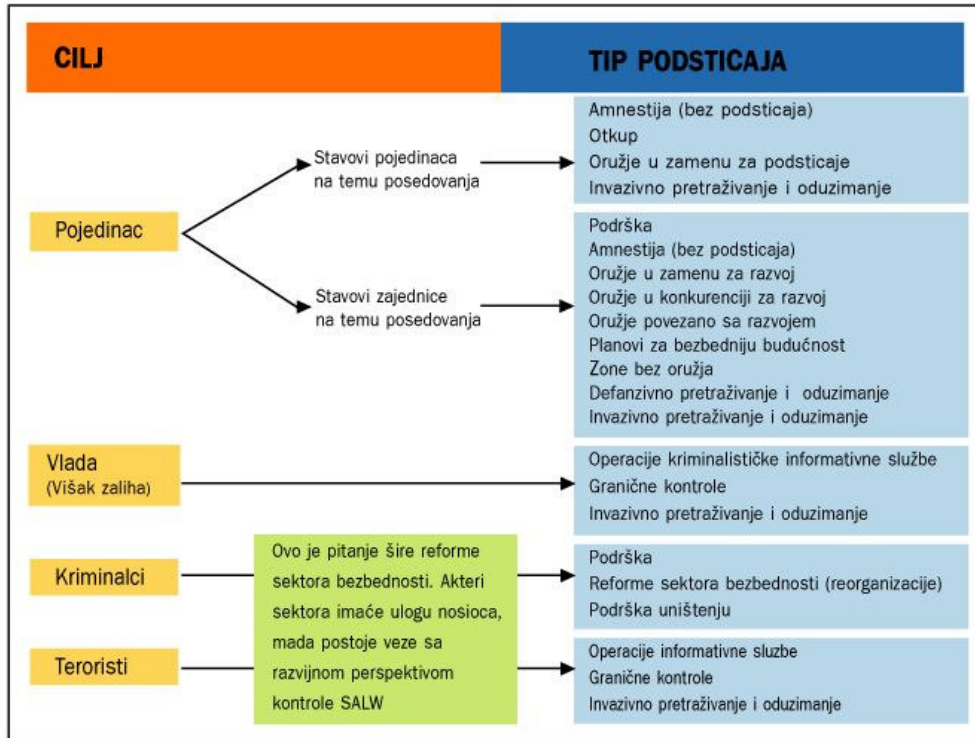 CILJ
TIP PODSTICAJA
Pojedinac
Stavovi pojedinaca
na temu posedovanja
Amnestija (bez podsticaja)
Otkup
Oružje u zamenu za podsticaje
Invazivno pretraživanje i oduzimanje
Stavovi zajednice
na temu posedovanja
Podrška
Amnestija (bez podsticaja)
Oružje u zamenu za razvoj
Oružje u konkurenciji za razvoj
Oružje povezano sa razvojem
Planovi za bezbedniju budućnost
Zone bez oružja
Defanzivno pretraživanje i oduzimanje
Invazivno pretraživanje i oduzimanje
Vlada
(Višak zaliha)
Operacije kriminalističke informativne službe
Granične kontrole
Invazivno pretraživanje i oduzimanje
Kriminalci
Teroristi
Ovo je pitanje šire reforme
sektora bezbednosti. Akteri
sektora imaće ulogu nosioca,
mada postoje veze sa
razvijnom perspektivom
kontrole SALW
Podrška
Reforme sektora bezbednosti (reorganizacije)
Podrška uništenju
Operacije informativne sluzbe
Granične kontrole
Invazivno pretraživanje i oduzimanje